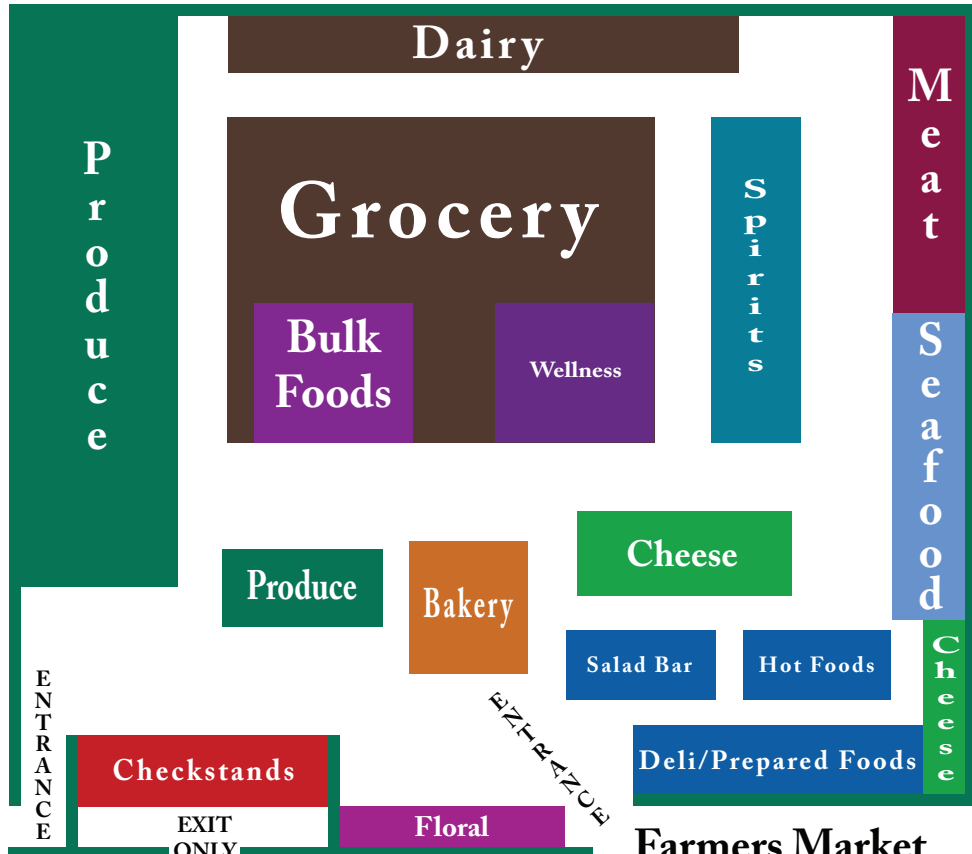 Dairy
Meat
Produce
Grocery
Spirits
Bulk
Foods
Wellness
Seafood
Cheese
Produce
Bakery
Salad Bar
Hot Foods
Cheese
ENTRANCE
ENTRANCE
Deli/Prepared Foods
Checkstands
EXIT
ONLY
Floral
Farmers Market